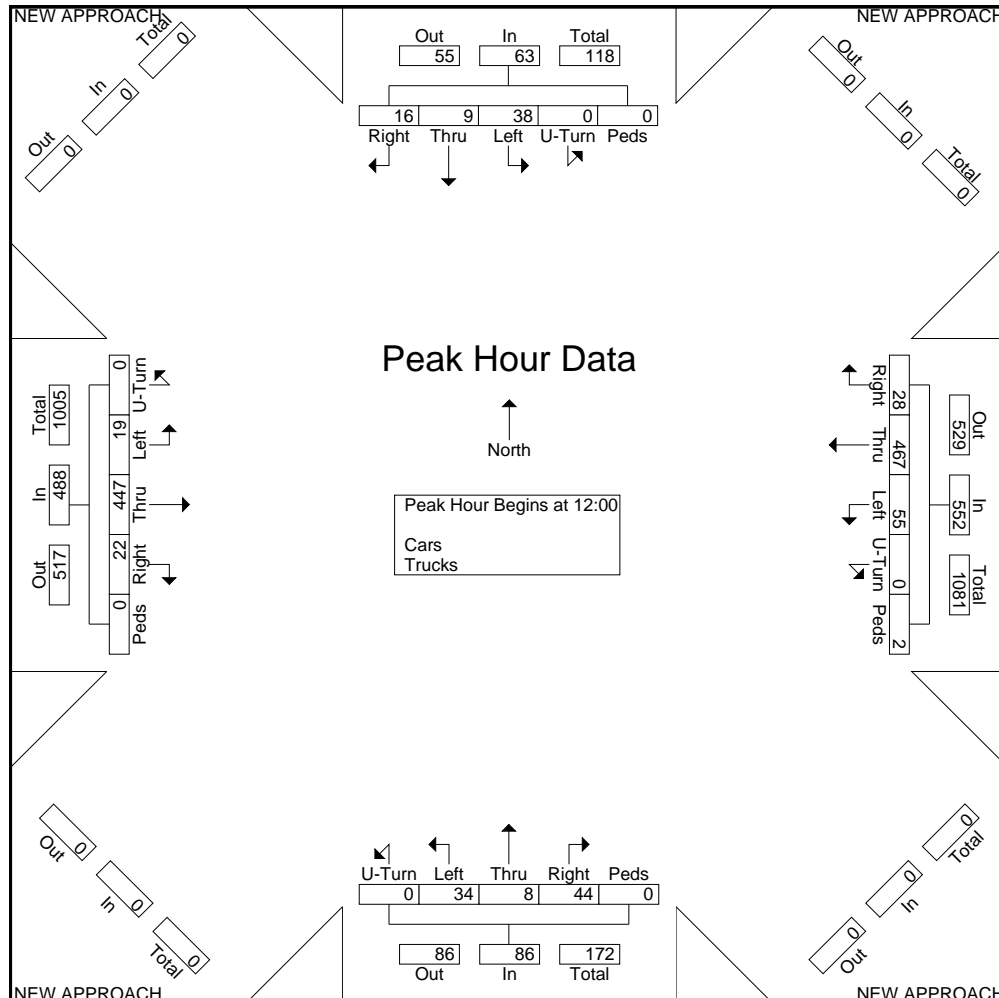 NEW APPROACH
Total
0
In
0
Out
0
Out In Total
55 63 118
16 9 38 0 0
Right Thru Left U-Turn Peds
NEW APPROACH
Out
0
In
0
Total
0
Total
1005
In
488
Out
517
0
U-Turn
19
Left
447
Thru
22
Right
0
Peds
Peak Hour Data
North
Peak Hour Begins at 12:00
Cars
Trucks
Right
28
Thru
467
Left
55
U-Turn
0
Peds
2
Out
529
In
552
Total
1081
Out
0
In
0
Total
0
NEW APPROACH
U-Turn Left Thru Right Peds
0 34 8 44 0
86 86 172
Out In Total
0
Total
0
In
0
Out
NEW APPROACH